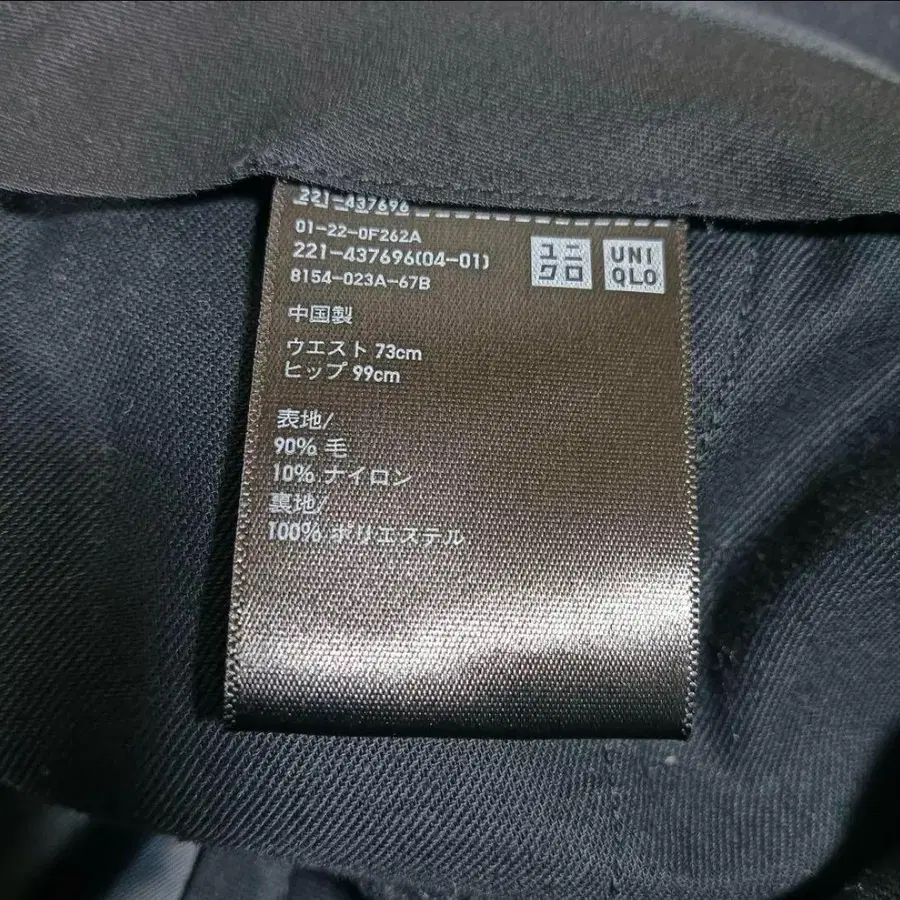 221-437696
01-22-0F262A
221-437696(04-01)
8154-023A-67B
ユニ
クロ
UNI
QLO
中国製
ウエスト 73cm
ヒップ 99cm
表地/
90% 毛
10% ナイロン
裏地/
100% ポリエステル